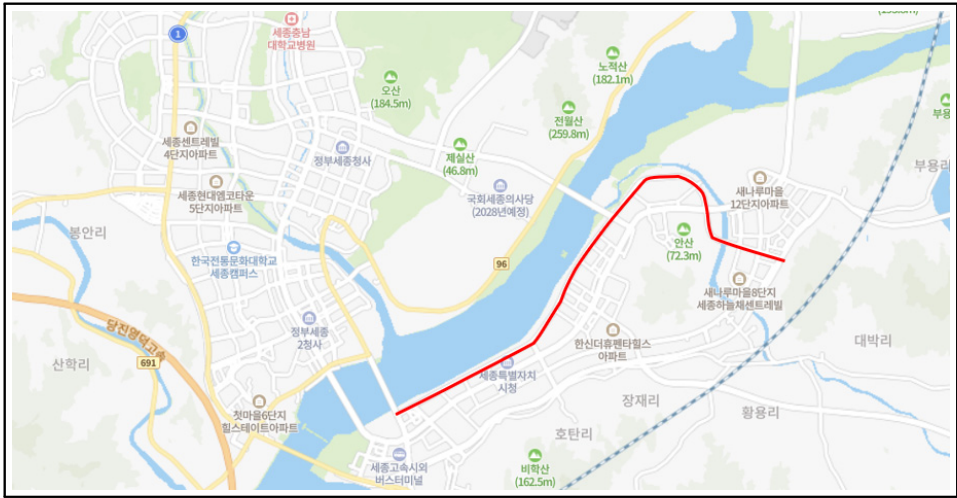 1
세종충남
대학교병원
오산
(184.5m)
노적산
(182.1m)
전월산
(259.8m)
세종센트레빌
4단지아파트
정부세종청사
제실산
(46.8m)
부용리
세종현대엠코타운
5단지아파트
국회세종의사당
(2028년예정)
새나루마을
12단지아파트
봉안리
안산
(72.3m)
한국전통문화대학교
세종캠퍼스
96
새나루마을8단지
세종하늘채센트레빌
정부세종
2청사
당진영덕고속
한신더휴펜타힐스
아파트
대박리
산학리
691
세종특별자치
시청
장재리
황용리
첫마을6단지
힐스테이트아파트
호탄리
세종고속시외
버스터미널
비학산
(162.5m)